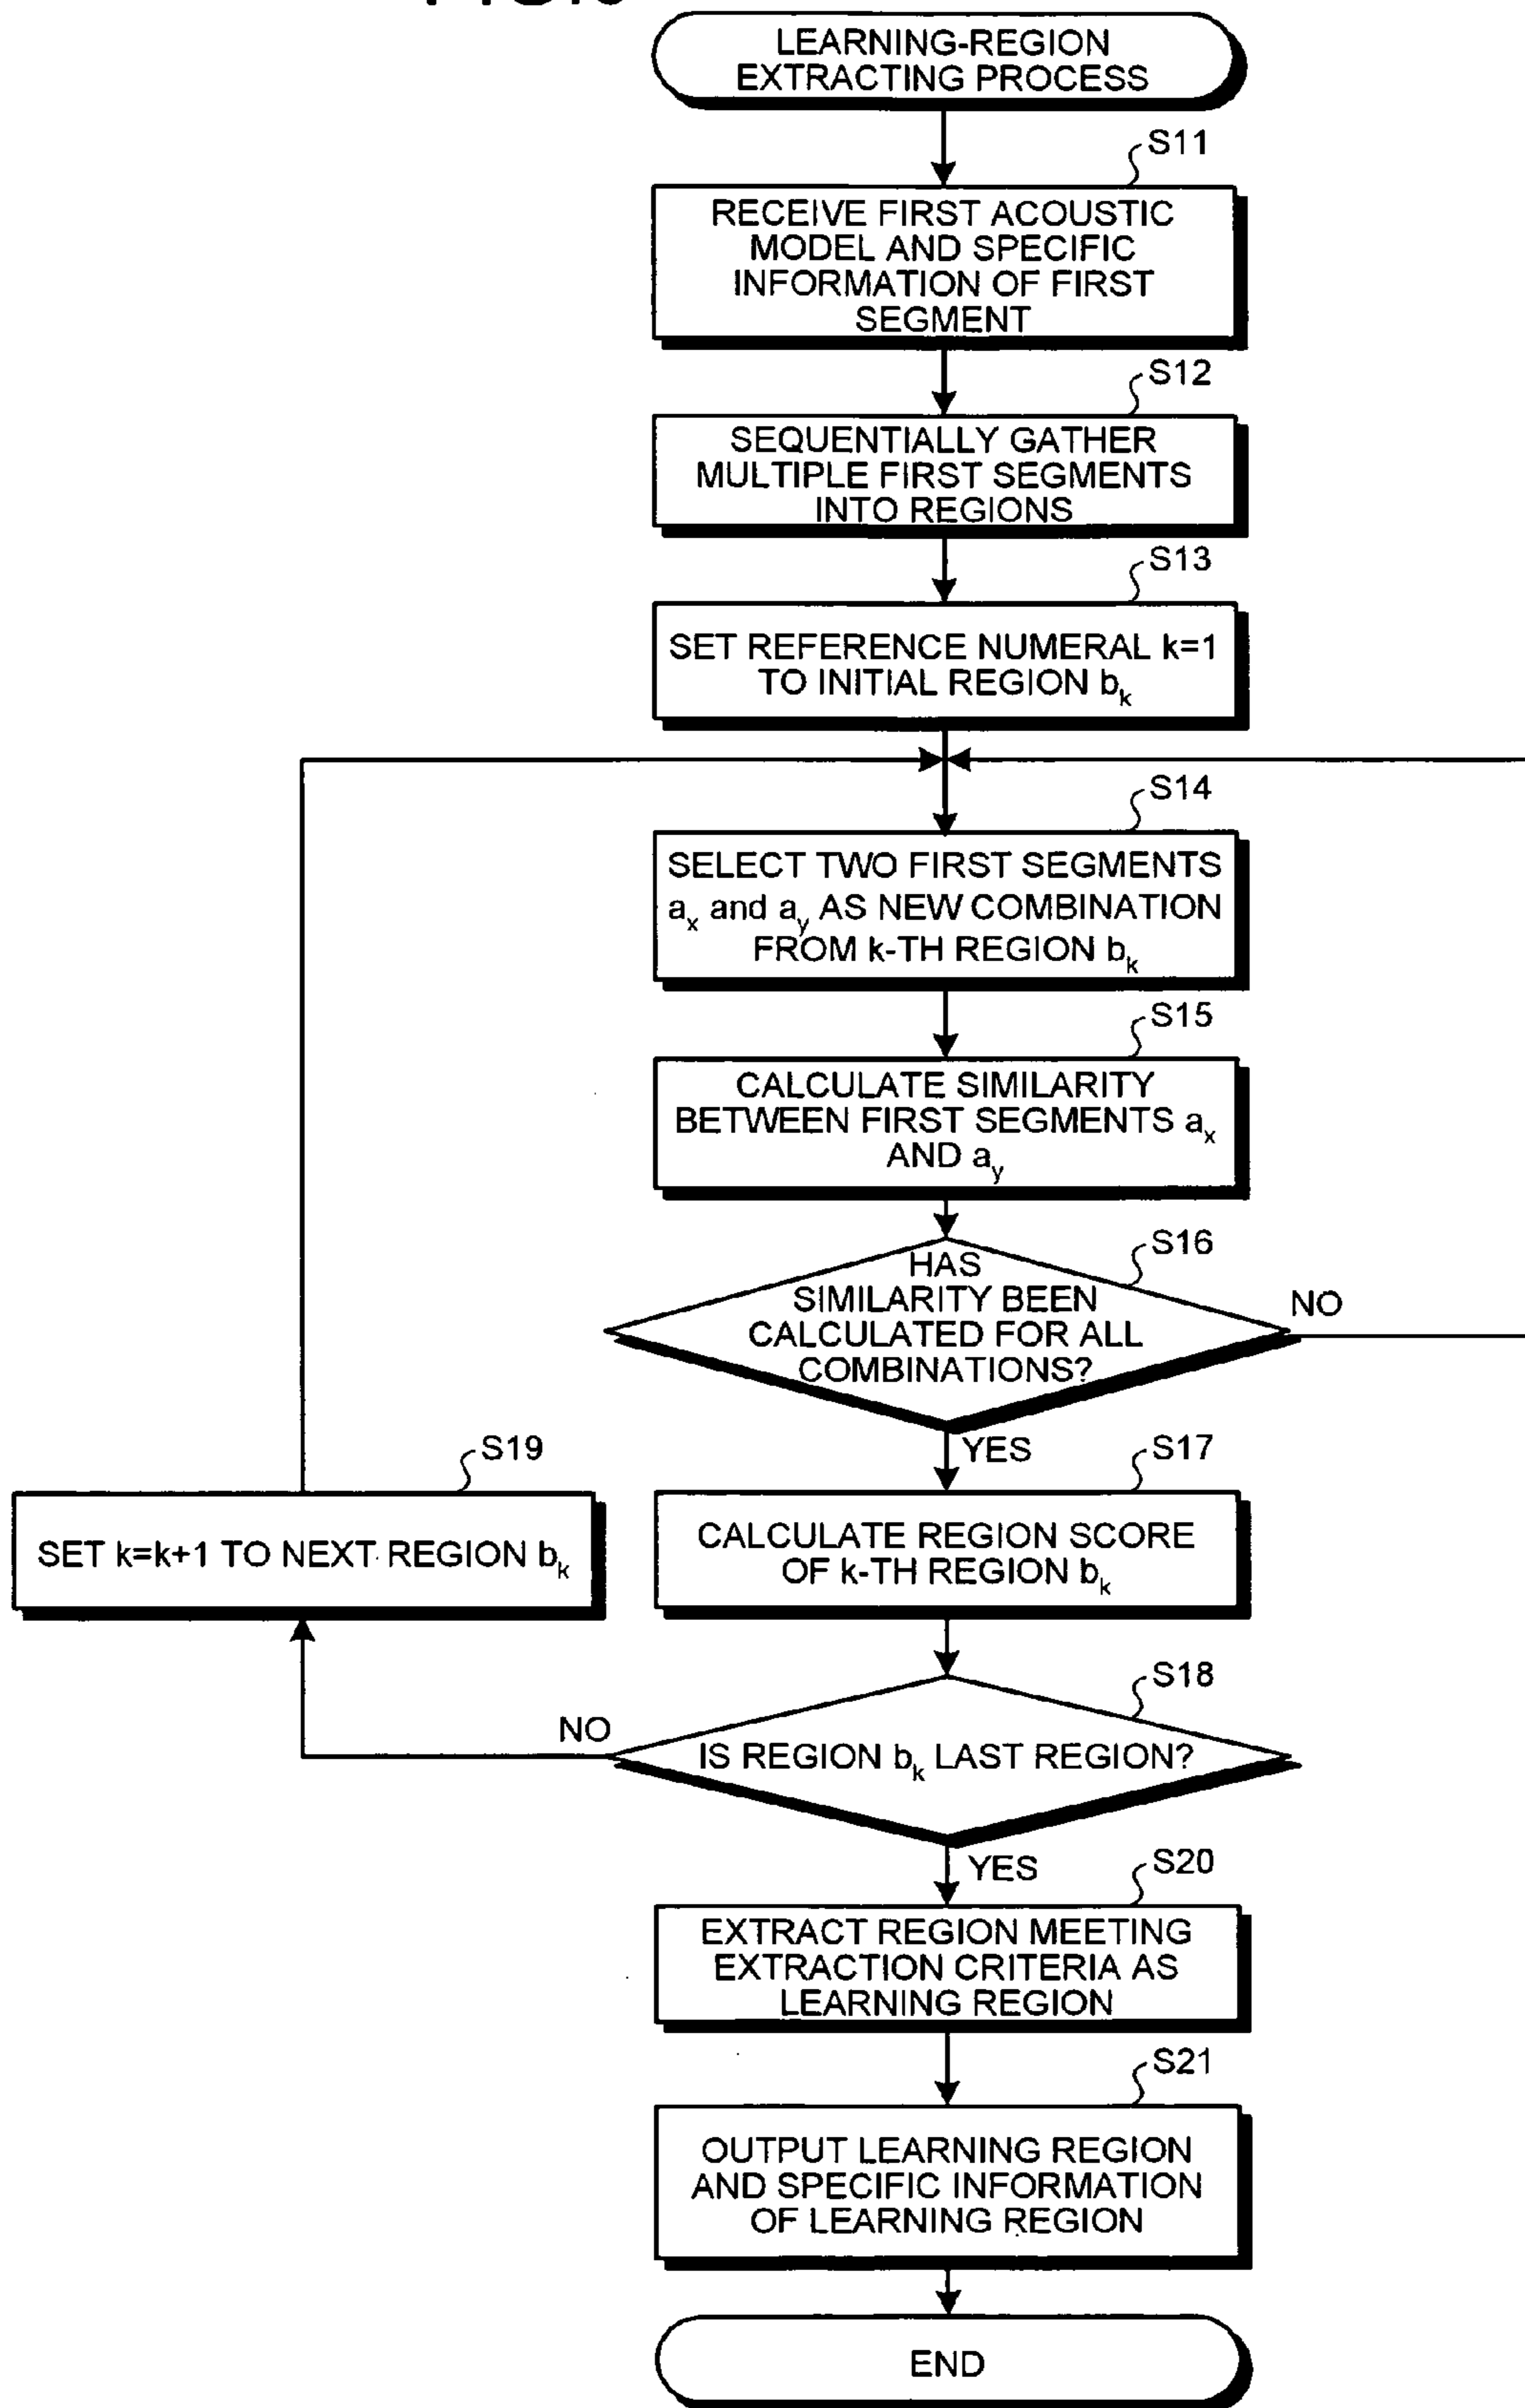 LEARNING-REGION
EXTRACTING PROCESS
S11
RECEIVE FIRST ACOUSTIC
MODEL AND SPECIFIC
INFORMATION OF FIRST
SEGMENT
S12
SEQUENTIALLY GATHER
MULTIPLE FIRST SEGMENTS
INTO REGIONS
S13
SET REFERENCE NUMERAL k=1
TO INITIAL REGION bk
S14
SELECT TWO FIRST SEGMENTS
ax and ay AS NEW COMBINATION
FROM k-TH REGION bk
S15
CALCULATE SIMILARITY
BETWEEN FIRST SEGMENTS ax
AND ay
S16
HAS
SIMILARITY BEEN
CALCULATED FOR ALL
COMBINATIONS?
NO
YES
S17
CALCULATE REGION SCORE
OF k-TH REGION bk
S19
SET k=k+1 TO NEXT REGION bk
S18
NO
IS REGION bk LAST REGION?
YES
S20
EXTRACT REGION MEETING
EXTRACTION CRITERIA AS
LEARNING REGION
S21
OUTPUT LEARNING REGION
AND SPECIFIC INFORMATION
OF LEARNING REGION
END